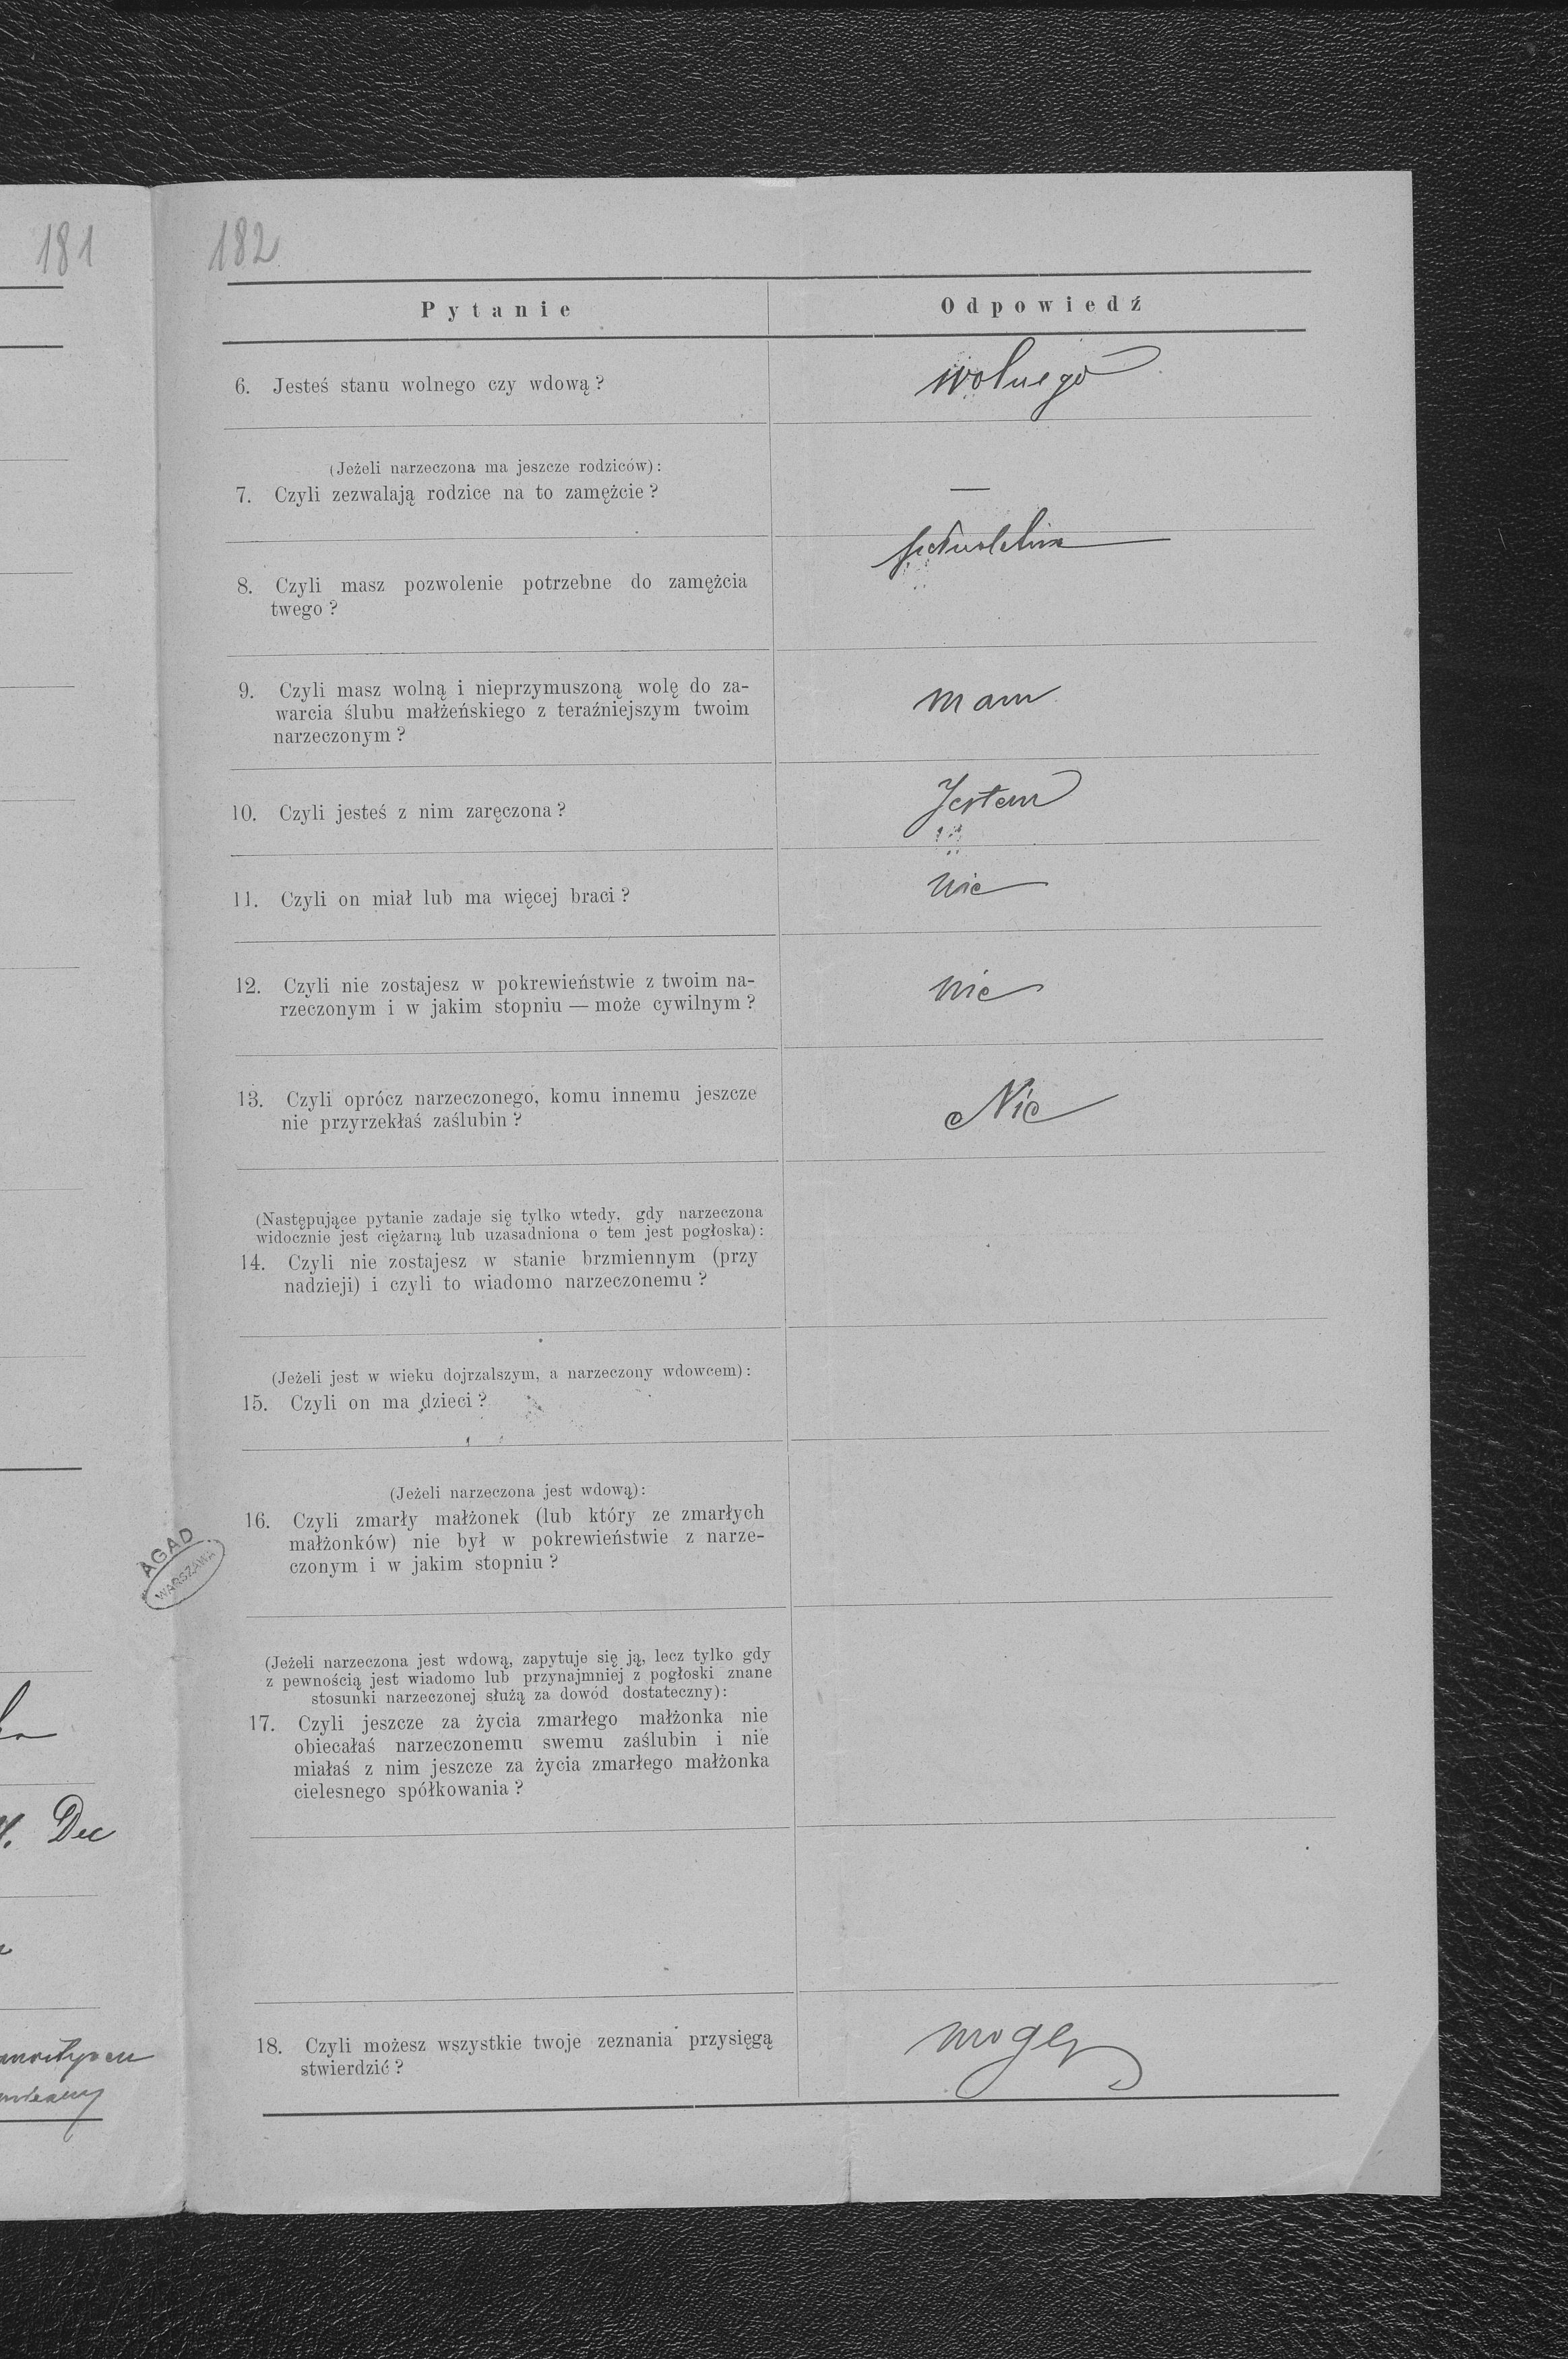 181
182
Pytanie
Odpowiedź
6. Jesteś stanu wolnego czy wdową?
wolnego
(Jeżeli narzeczona ma jeszcze rodziców):
7. Czyli zezwalają rodzice na to zamężcie?
—
8. Czyli masz pozwolenie potrzebne do zamężcia
twego?
9. Czyli masz wolną i nieprzymuszoną wolę do za-
warcia ślubu małżeńskiego z teraźniejszym twoim
narzeczonym?
mam
10. Czyli jesteś z nim zaręczona?
Jestem
11. Czyli on miał lub ma więcej braci?
nie
12. Czyli nie zostajesz w pokrewieństwie z twoim na-
rzeczonym i w jakim stopniu — może cywilnym?
nie
13. Czyli oprócz narzeczonego, komu innemu jeszcze
nie przyrzekłaś zaślubin?
Nie
(Następujące pytanie zadaje się tylko wtedy, gdy narzeczona
widocznie jest ciężarną lub uzasadniona o tem jest pogłoska):
14. Czyli nie zostajesz w stanie brzmiennym (przy
nadzieji) i czyli to wiadomo narzeczonemu?
(Jeżeli jest w wieku dojrzalszym, a narzeczony wdowcem):
15. Czyli on ma dzieci?
(Jeżeli narzeczona jest wdową):
16. Czyli zmarły małżonek (lub który ze zmarłych
małżonków) nie był w pokrewieństwie z narze-
czonym i w jakim stopniu?
AGAD
WARSZAWA
(Jeżeli narzeczona jest wdową, zapytuje się ją, lecz tylko gdy
z pewnością jest wiadomo lub przynajmniej z pogłoski znane
stosunki narzeczonej służą za dowód dostateczny):
17. Czyli jeszcze za życia zmarłego małżonka nie
obiecałaś narzeczonemu swemu zaślubin i nie
miałaś z nim jeszcze za życia zmarłego małżonka
cielesnego spółkowania?
Dec
18. Czyli możesz wszystkie twoje zeznania przysięgą
stwierdzić?
mogę